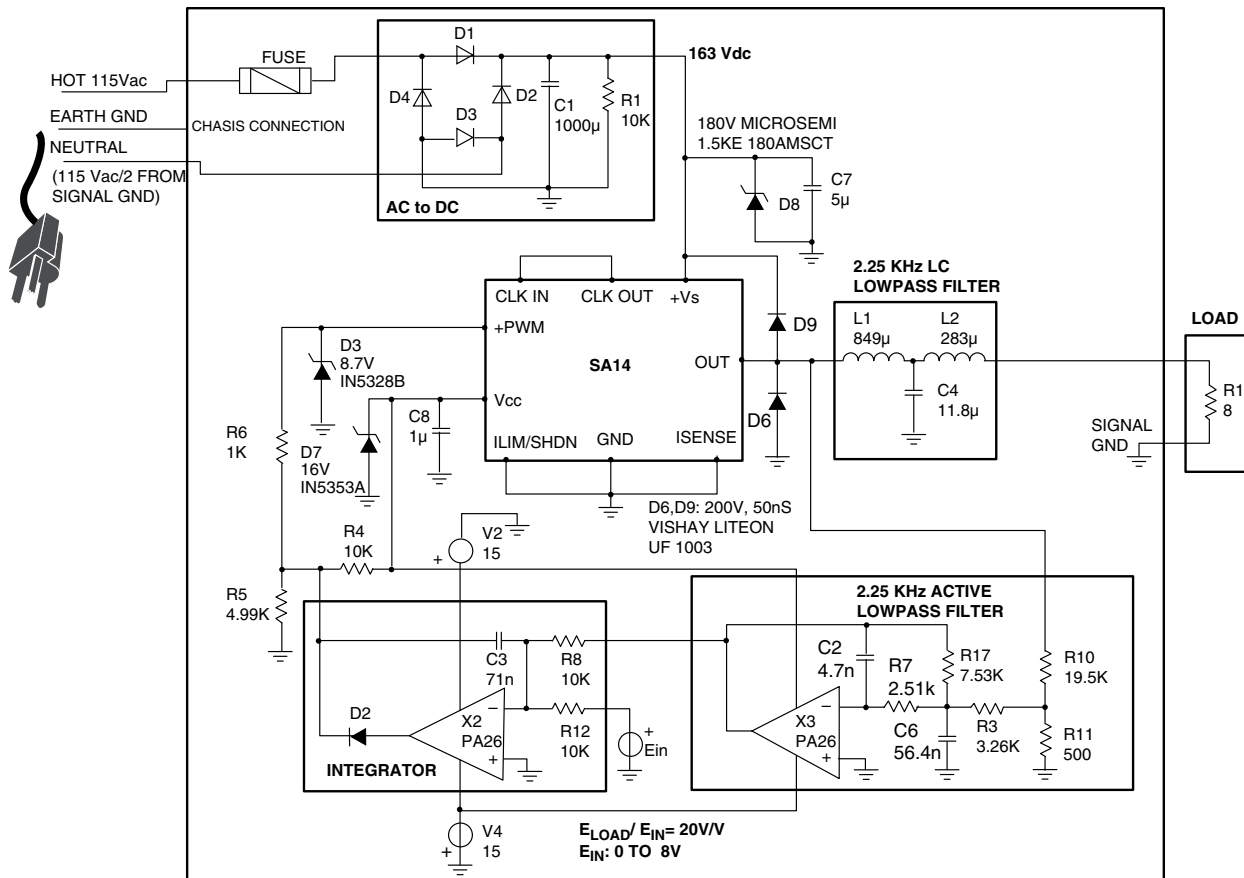 HOT 115Vac
EARTH GND
NEUTRAL
(115 Vac/2 FROM
SIGNAL GND)
CHASIS CONNECTION
FUSE
D1
D4
D2
D3
C1
1000µ
R1
10K
AC to DC
163 Vdc
180V MICROSEMI
1.5KE 180AMSCT
D8
C7
5µ
CLK IN
CLK OUT
+Vs
+PWM
SA14
OUT
Vcc
ILIM/SHDN
GND
ISENSE
D9
D6
2.25 KHz LC
LOWPASS FILTER
L1
849µ
L2
283µ
C4
11.8µ
LOAD
R1
8
SIGNAL
GND
D3
8.7V
IN5328B
R6
1K
D7
16V
IN5353A
C8
1µ
D6,D9: 200V, 50nS
VISHAY LITEON
UF 1003
R4
10K
V2
15
+
R5
4.99K
C3
71n
R8
10K
D2
X2
PA26
−
+
R12
10K
+
Ein
INTEGRATOR
2.25 KHz ACTIVE
LOWPASS FILTER
C2
4.7n
R7
2.51k
R17
7.53K
R10
19.5K
X3
PA26
−
+
C6
56.4n
R3
3.26K
R11
500
V4
15
+
ELOAD/ EIN= 20V/V
EIN: 0 TO 8V